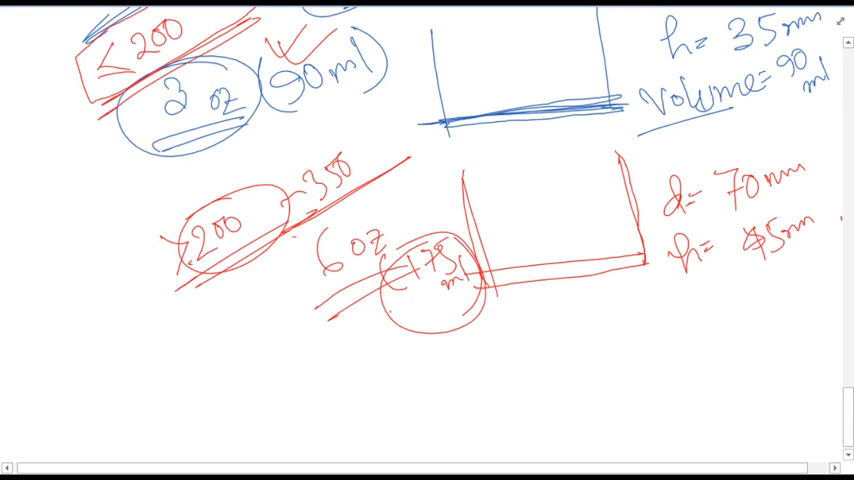 ≤ 200
3 oz (90 ml)
h = 35 mm
volume = 90 ml
>200 - 350
6 oz (175 ml
d = 70 mm
h = 45 mm